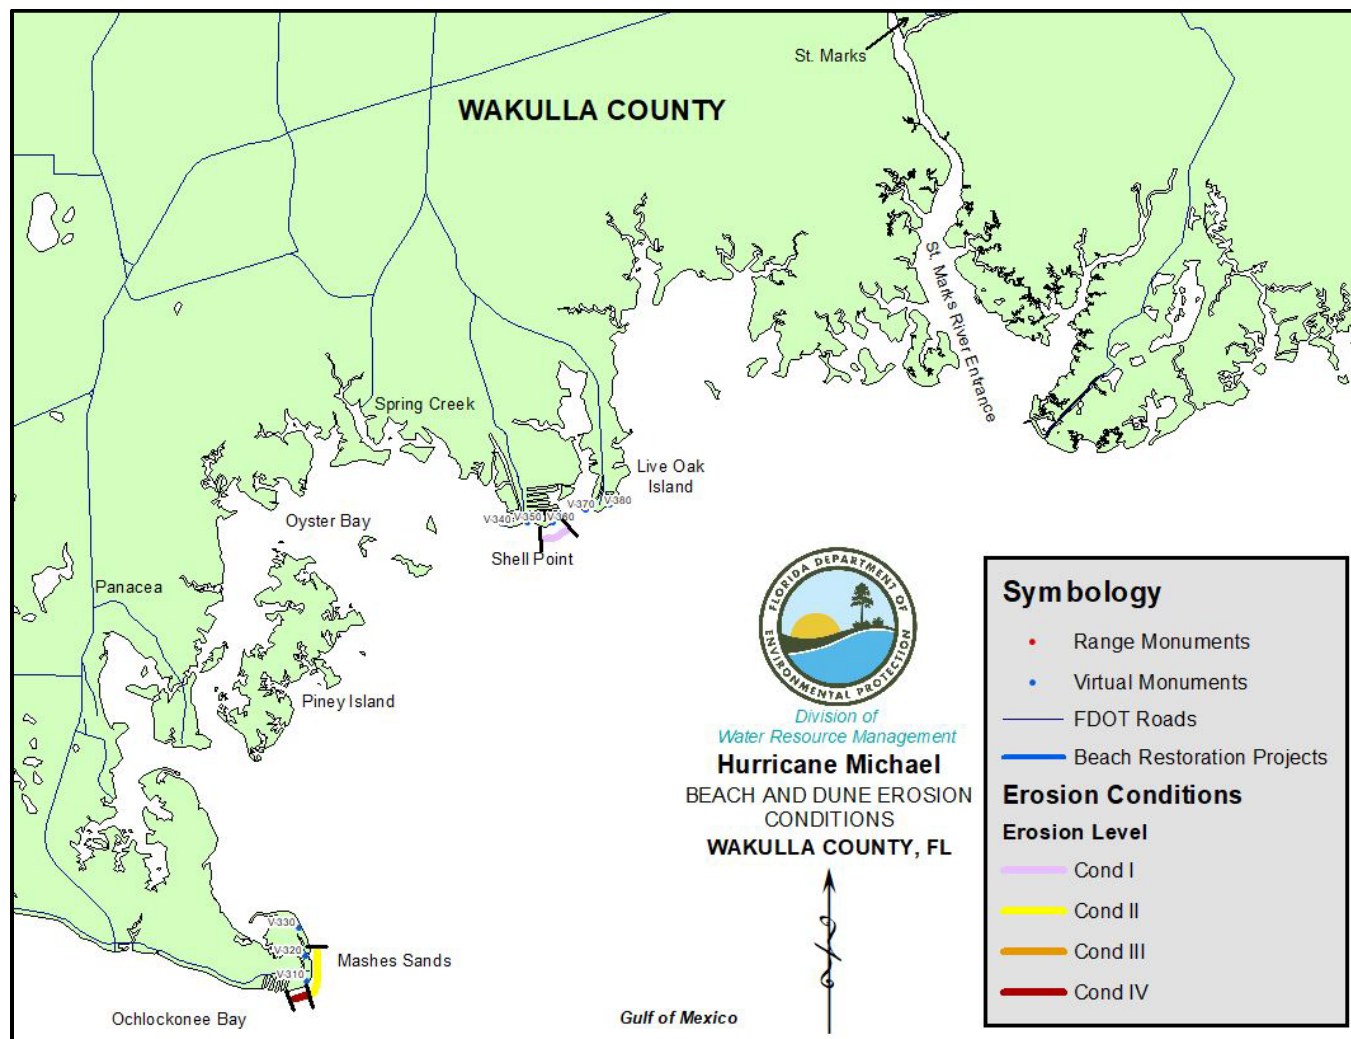 St. Marks
WAKULLA COUNTY
St. Marks River Entrance
Spring Creek
Live Oak
Island
V-370
V-380
V-340
V-350
V-360
Oyster Bay
Shell Point
Panacea
Piney Island
FLORIDA DEPARTMENT OF
ENVIRONMENTAL PROTECTION
Division of
Water Resource Management
Hurricane Michael
BEACH AND DUNE EROSION
CONDITIONS
WAKULLA COUNTY, FL
Symbology
Range Monuments
Virtual Monuments
FDOT Roads
Beach Restoration Projects
Erosion Conditions
Erosion Level
Cond I
Cond II
Cond III
Cond IV
V-330
V-320
V-310
Mashes Sands
Ochlockonee Bay
Gulf of Mexico